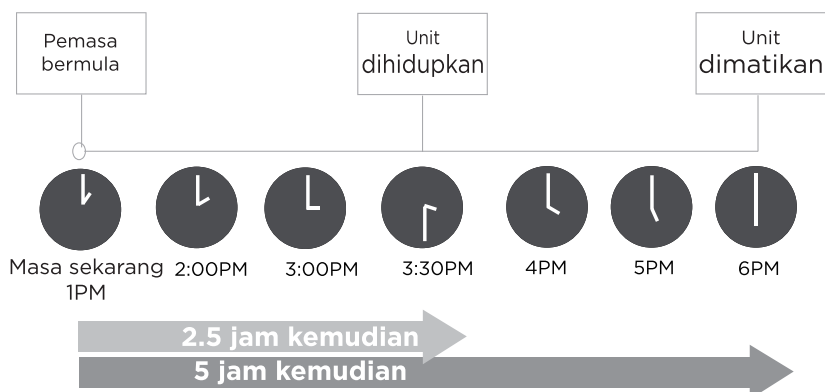 Pemasa
bermula
Unit
dihidupkan
Unit
dimatikan
Masa sekarang
1PM
2:00PM
3:00PM
3:30PM
4PM
5PM
6PM
2.5 jam kemudian
5 jam kemudian